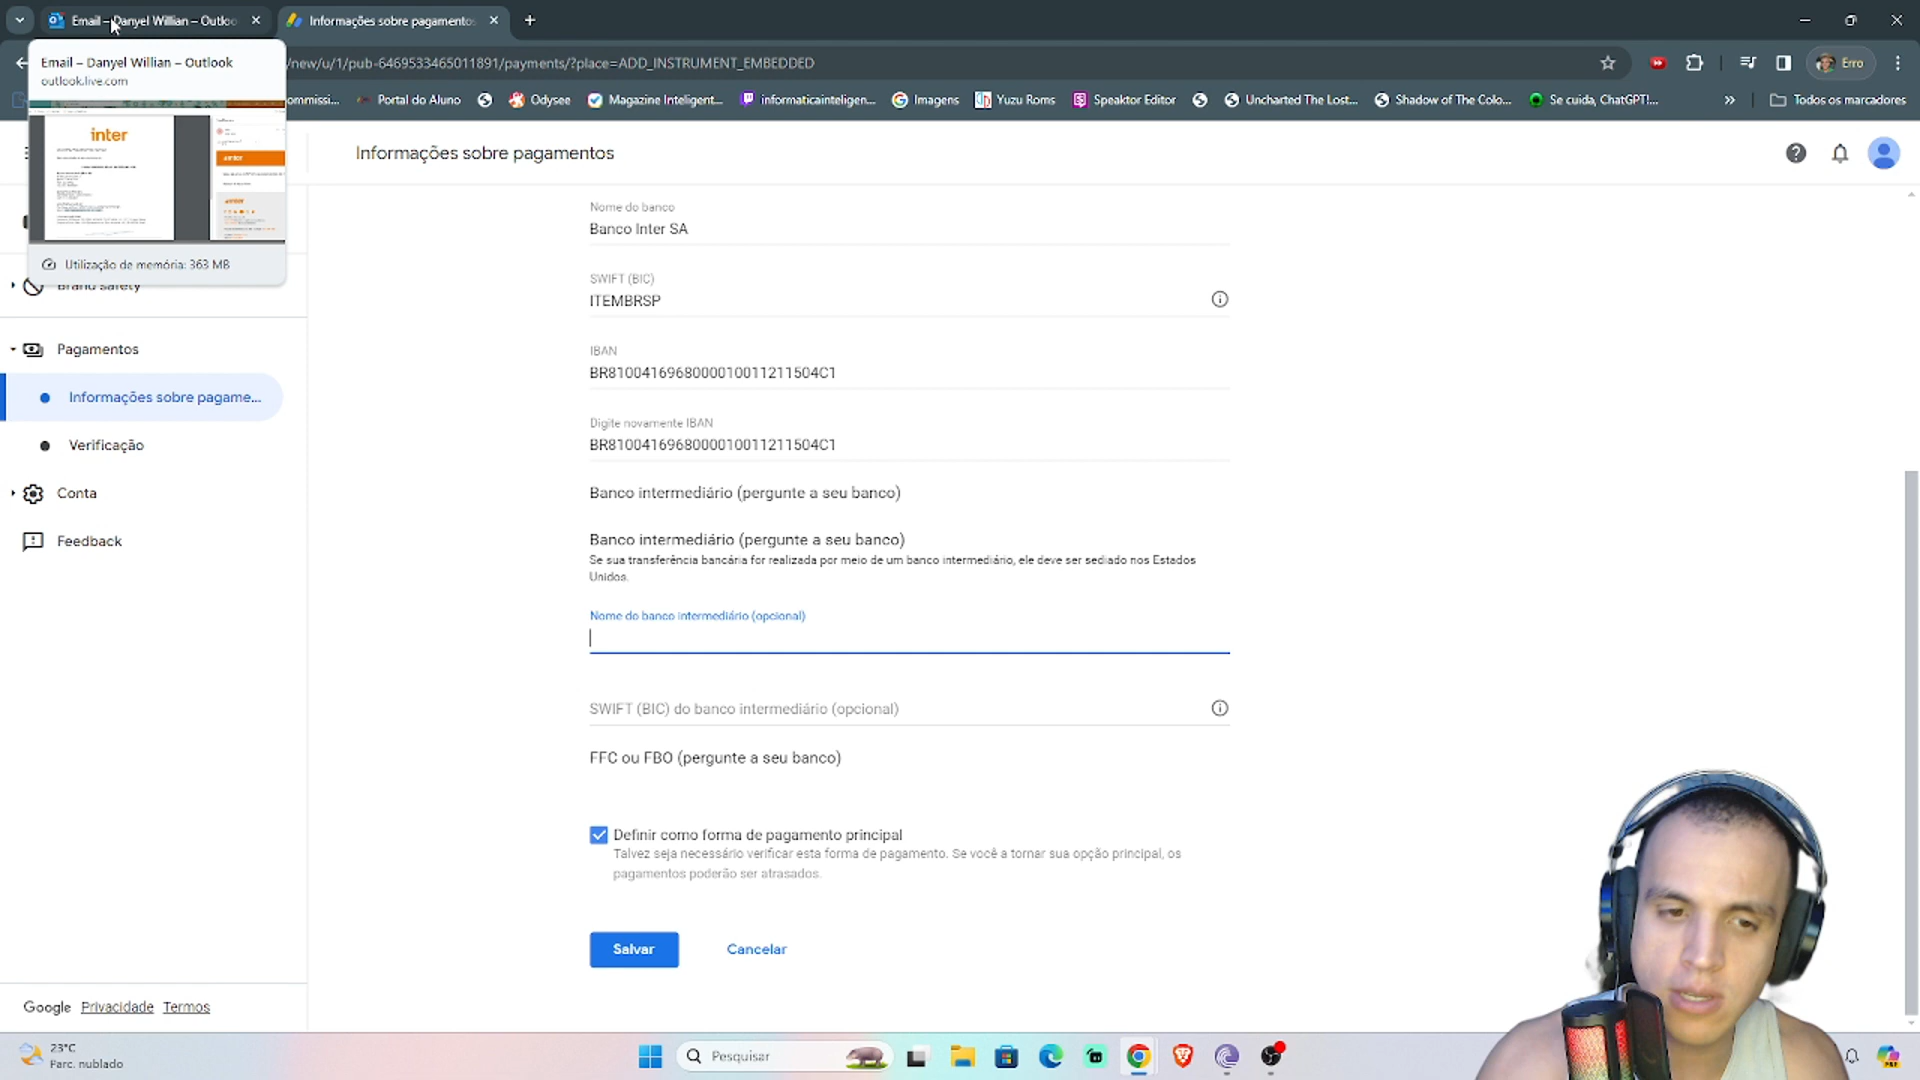 Email – Danyel Willian – Outlo
Informações sobre pagamentos
/new/u/1/pub-6469533465011891/payments/?place=ADD_INSTRUMENT_EMBEDDED
Erro
Email – Danyel Willian – Outlook
outlook.live.com
inter
Utilização de memória: 363 MB
ommissi...
Portal do Aluno
Odysee
Magazine Inteligent...
informaticainteligen...
Imagens
Yuzu Roms
Speaktor Editor
Uncharted The Lost...
Shadow of The Colo...
Se cuida, ChatGPT!...
»
Todos os marcadores
Informações sobre pagamentos
Brand safety
Pagamentos
Informações sobre pagame...
Verificação
Conta
Feedback
Google Privacidade Termos
Nome do banco
Banco Inter SA
SWIFT (BIC)
ITEMBRSP
IBAN
BR8100416968000010011211504C1
Digite novamente IBAN
BR8100416968000010011211504C1
Banco intermediário (pergunte a seu banco)
Banco intermediário (pergunte a seu banco)
Se sua transferência bancária for realizada por meio de um banco intermediário, ele deve ser sediado nos Estados
Unidos.
Nome do banco intermediário (opcional)
SWIFT (BIC) do banco intermediário (opcional)
FFC ou FBO (pergunte a seu banco)
Definir como forma de pagamento principal
Talvez seja necessário verificar esta forma de pagamento. Se você a tornar sua opção principal, os
pagamentos poderão ser atrasados.
Salvar
Cancelar
23°C
Parc. nublado
Pesquisar